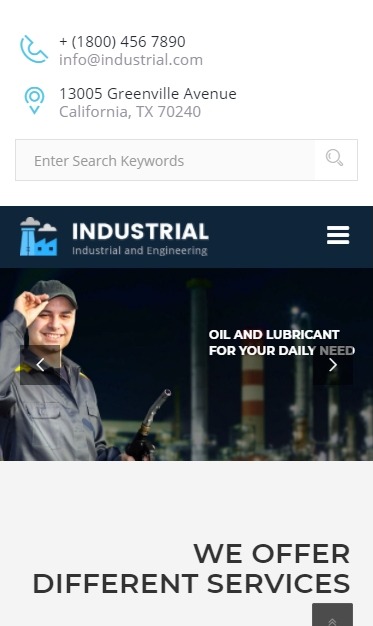 + (1800) 456 7890
info@industrial.com
13005 Greenville Avenue
California, TX 70240
Enter Search Keywords
INDUSTRIAL
Industrial and Engineering
OIL AND LUBRICANT
FOR YOUR DAILY NEED
WE OFFER
DIFFERENT SERVICES